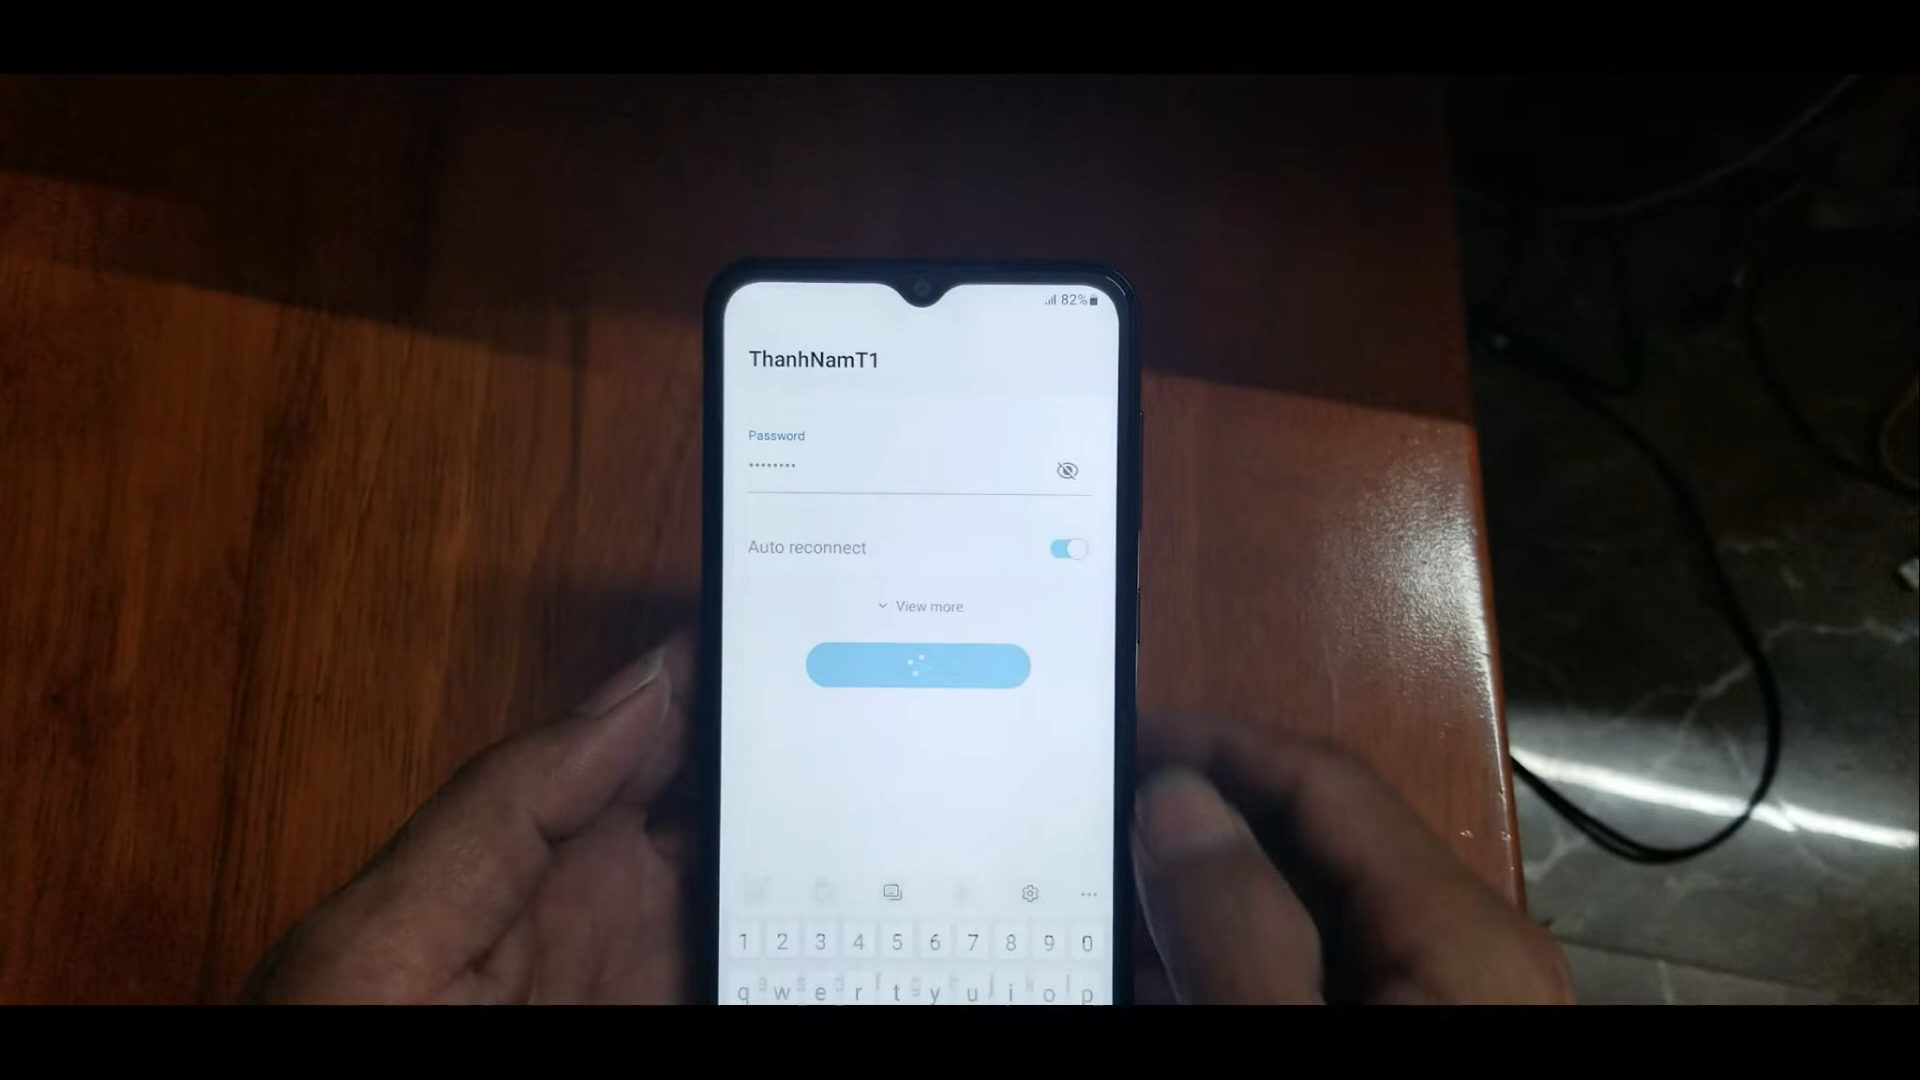 82%
ThanhNamT1
Password
••••••••
Auto reconnect
View more
1 2 3 4 5 6 7 8 9 0
q w e r t y u i o p